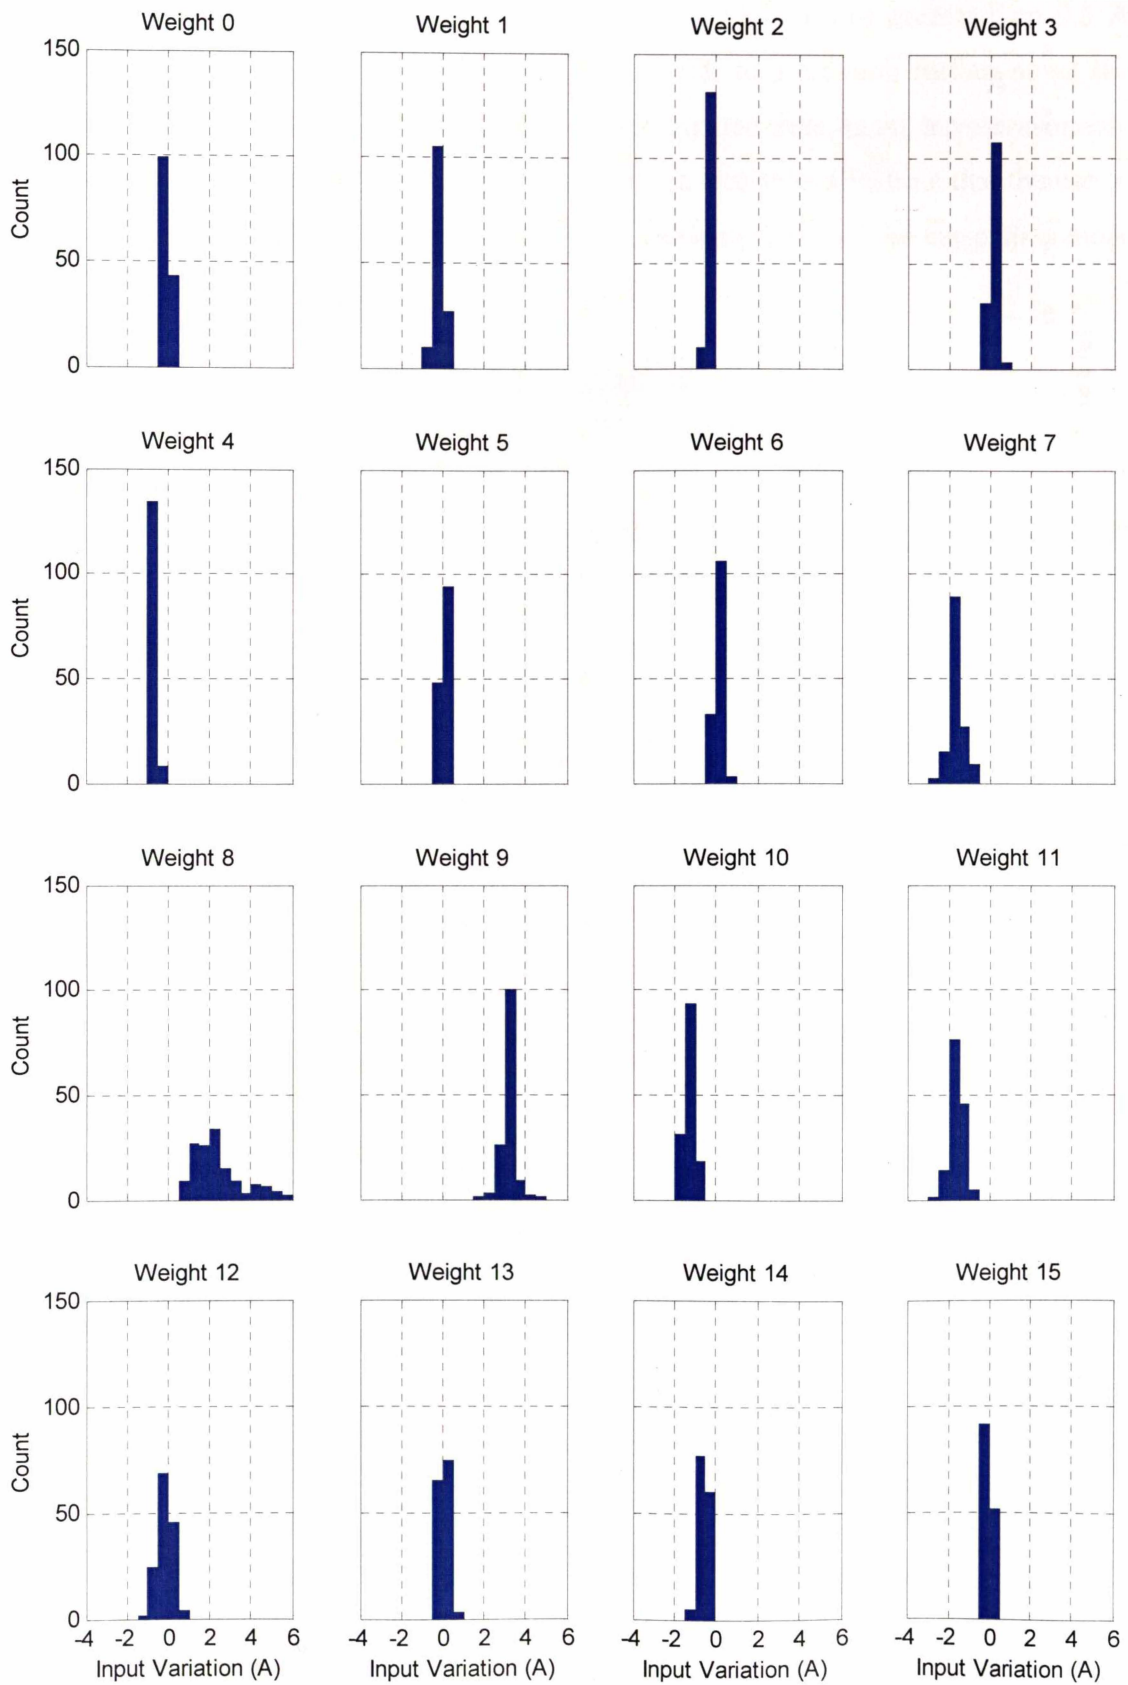 Weight 0 Weight 1 Weight 2 Weight 3
150
100
50
0
Count
Weight 4 Weight 5 Weight 6 Weight 7
150
100
50
0
Count
Weight 8 Weight 9 Weight 10 Weight 11
150
100
50
0
Count
Weight 12 Weight 13 Weight 14 Weight 15
150
100
50
0
Count
-4 -2 0 2 4 6 -4 -2 0 2 4 6 -4 -2 0 2 4 6 -4 -2 0 2 4 6
Input Variation (A) Input Variation (A) Input Variation (A) Input Variation (A)